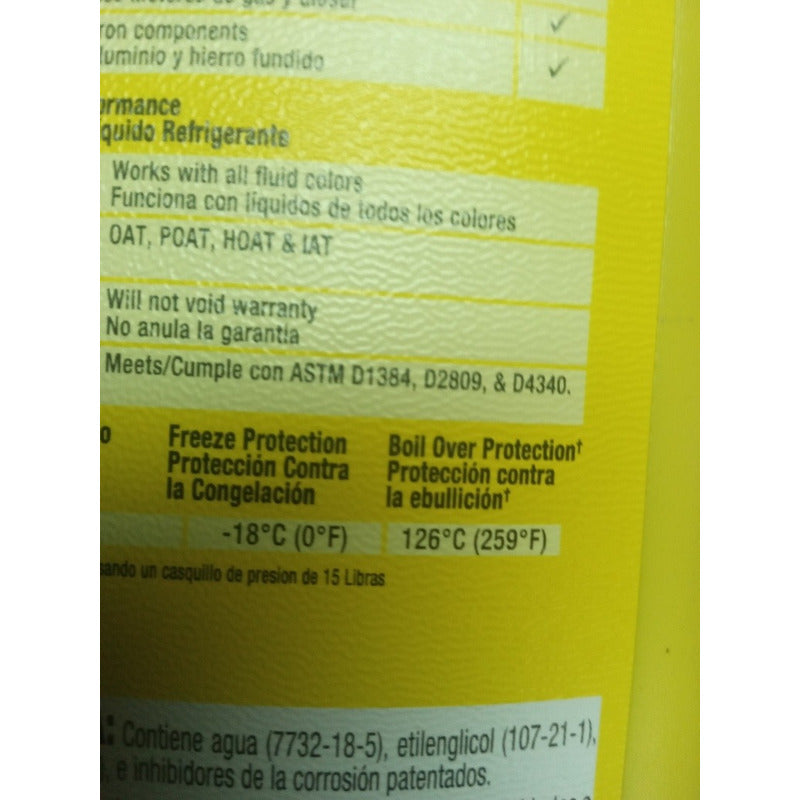 ron components
luminio y hierro fundido
ormance
quido Refrigerante
Works with all fluid colors
Funciona con líquidos de todos los colores
OAT, POAT, HOAT & IAT
Will not void warranty
No anula la garantía
Meets/Cumple con ASTM D1384, D2809, & D4340.
o Freeze Protection Boil Over Protection†
Protección Contra Protección contra
la Congelación la ebullición†
-18°C (0°F) 126°C (259°F)
sando un casquillo de presion de 15 Libras
: Contiene agua (7732-18-5), etilenglicol (107-21-1),
, e inhibidores de la corrosión patentados.